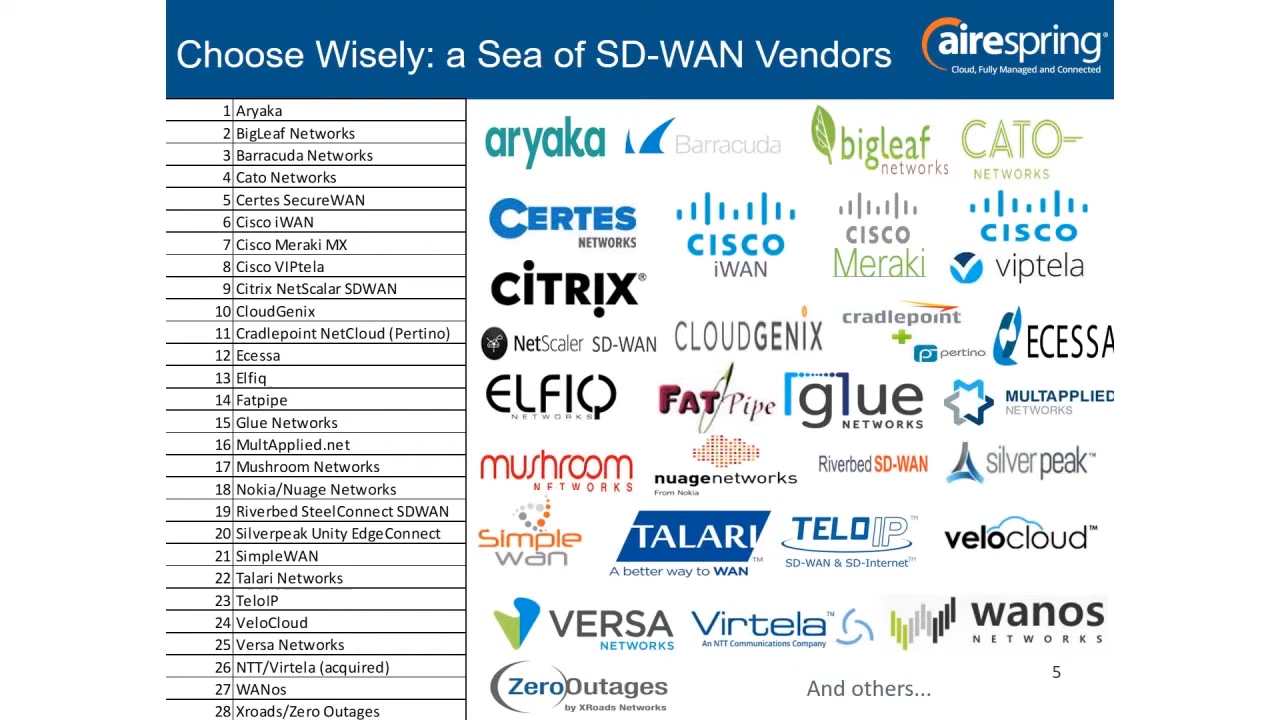 Choose Wisely: a Sea of SD-WAN Vendors
airespring®
Cloud, Fully Managed and Connected
1 Aryaka
2 BigLeaf Networks
3 Barracuda Networks
4 Cato Networks
5 Certes SecureWAN
6 Cisco iWAN
7 Cisco Meraki MX
8 Cisco VIPtela
9 Citrix NetScalar SDWAN
10 CloudGenix
11 Cradlepoint NetCloud (Pertino)
12 Ecessa
13 Elfiq
14 Fatpipe
15 Glue Networks
16 MultApplied.net
17 Mushroom Networks
18 Nokia/Nuage Networks
19 Riverbed SteelConnect SDWAN
20 Silverpeak Unity EdgeConnect
21 SimpleWAN
22 Talari Networks
23 TeloIP
24 VeloCloud
25 Versa Networks
26 NTT/Virtela (acquired)
27 WANos
28 Xroads/Zero Outages
aryaka
Barracuda
bigleaf
networks
CATO
NETWORKS
CERTES
NETWORKS
CISCO
iWAN
CISCO
Meraki
CISCO
viptela
CITRIX®
NetScaler SD-WAN
CLOUDGENIX
cradlepoint
pertino
ECESSA
ELFIQ
NETWORKS
FATPipe
glue
NETWORKS
MULTAPPLIED
NETWORKS
mushroom
NETWORKS
nuagenetworks
From Nokia
Riverbed SD-WAN
silver peak™
Simple
wan
TALARI™
A better way to WAN
TELOIP™
SD-WAN & SD-Internet™
velocloud™
VERSA
NETWORKS
Virtela™
An NTT Communications Company
wanos
NETWORKS
ZeroOutages
by XRoads Networks
And others...
5